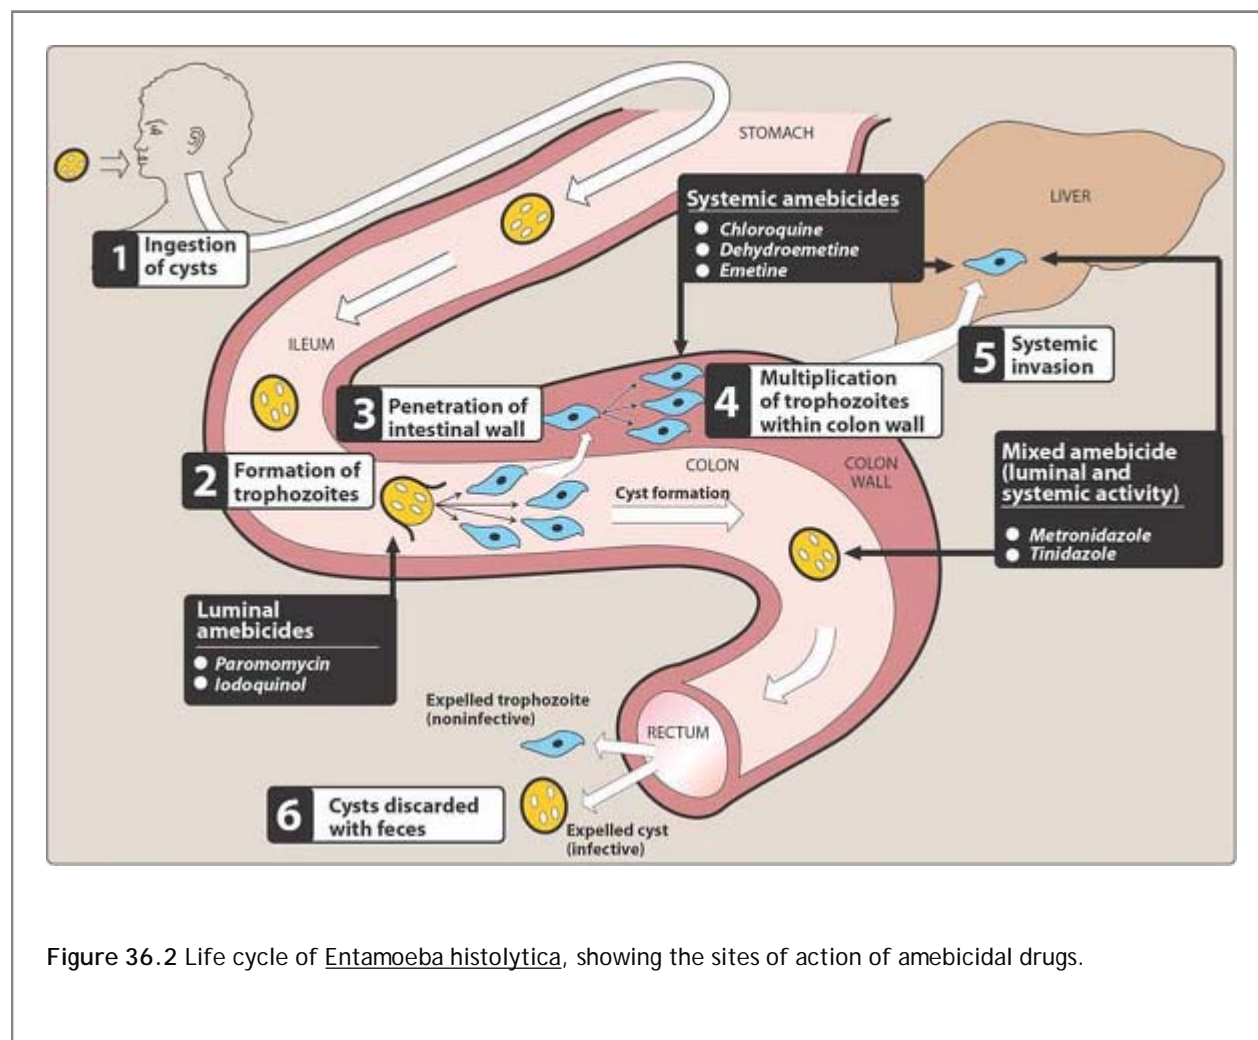 STOMACH
LIVER
Systemic amebicides
Chloroquine
Dehydroemetine
Emetine
1 Ingestion
of cysts
ILEUM
5 Systemic
invasion
3 Penetration of
intestinal wall
4 Multiplication
of trophozoites
within colon wall
2 Formation of
trophozoites
COLON
COLON
WALL
Cyst formation
Mixed amebicide
(luminal and
systemic activity)
Metronidazole
Tinidazole
Luminal
amebicides
Paromomycin
Iodoquinol
Expelled trophozoite
(noninfective)
RECTUM
6 Cysts discarded
with feces
Expelled cyst
(infective)
Figure 36.2 Life cycle of Entamoeba histolytica, showing the sites of action of amebicidal drugs.